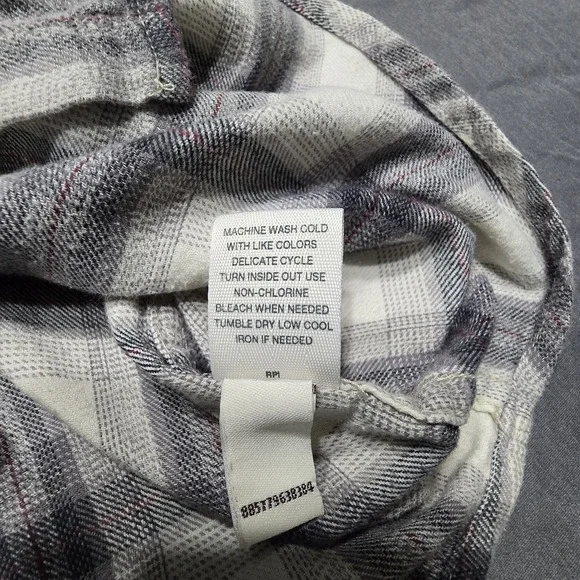 MACHINE WASH COLD
WITH LIKE COLORS
DELICATE CYCLE
TURN INSIDE OUT USE
NON-CHLORINE
BLEACH WHEN NEEDED
TUMBLE DRY LOW COOL
IRON IF NEEDED
RPI
885779638384